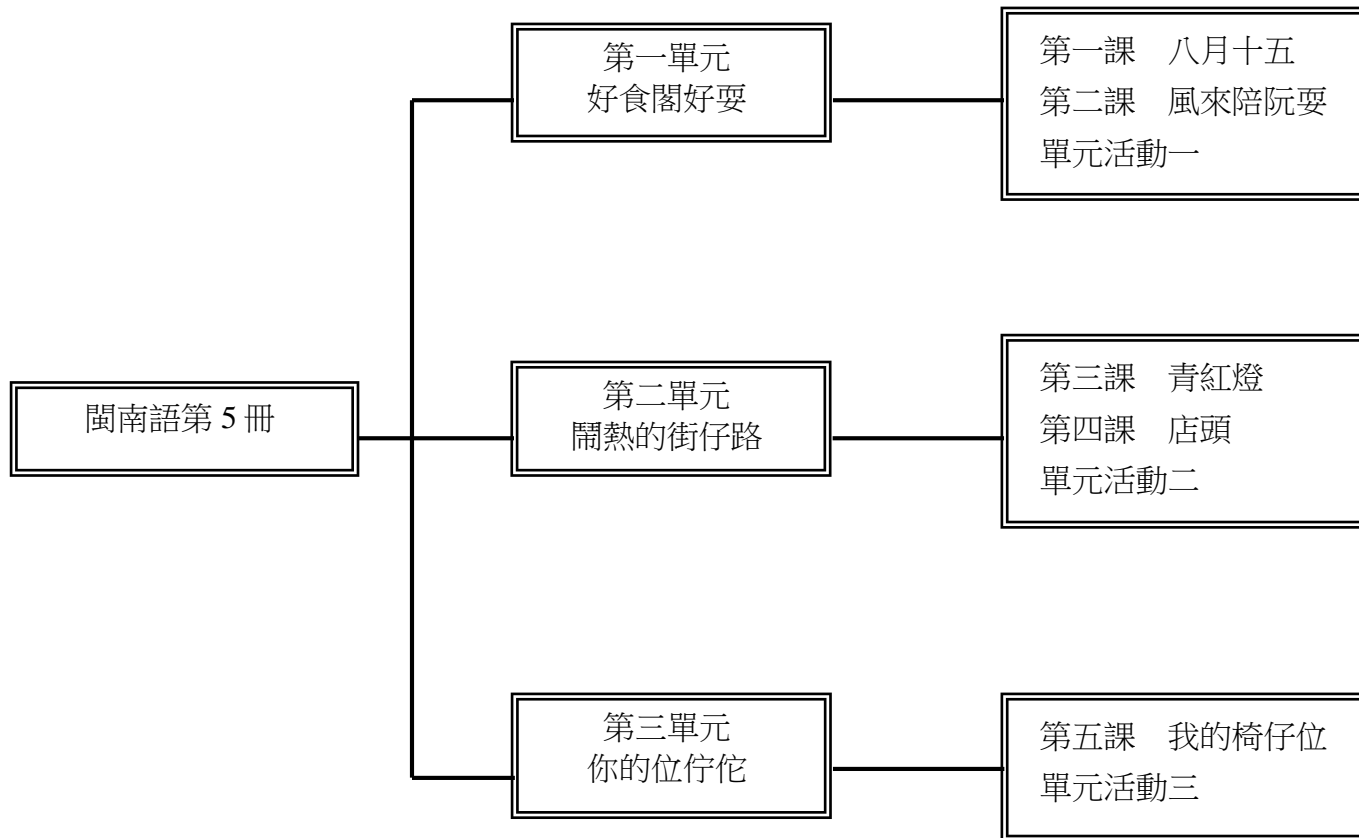 閩南語第 5 冊
第一單元
好食閣好耍
第一課　八月十五
第二課　風來陪阮耍
單元活動一
第二單元
鬧熱的街仔路
第三課　青紅燈
第四課　店頭
單元活動二
第三單元
你的位佇佗
第五課　我的椅仔位
單元活動三